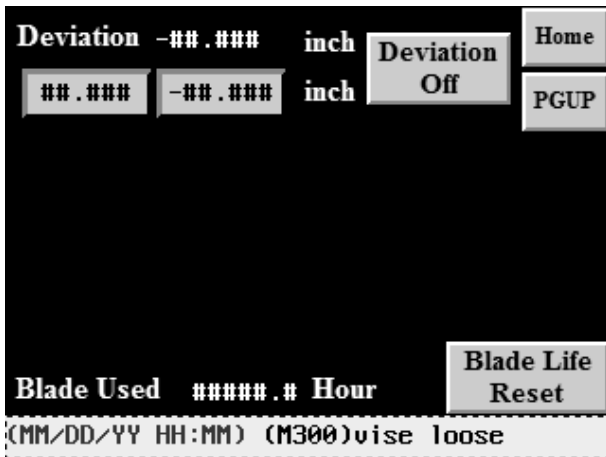 Deviation -##.### inch
Deviation Off
Home
##.### -##.### inch
PGUP
Blade Used #####.# Hour
Blade Life Reset
(MM/DD/YY HH:MM) (M300)vise loose